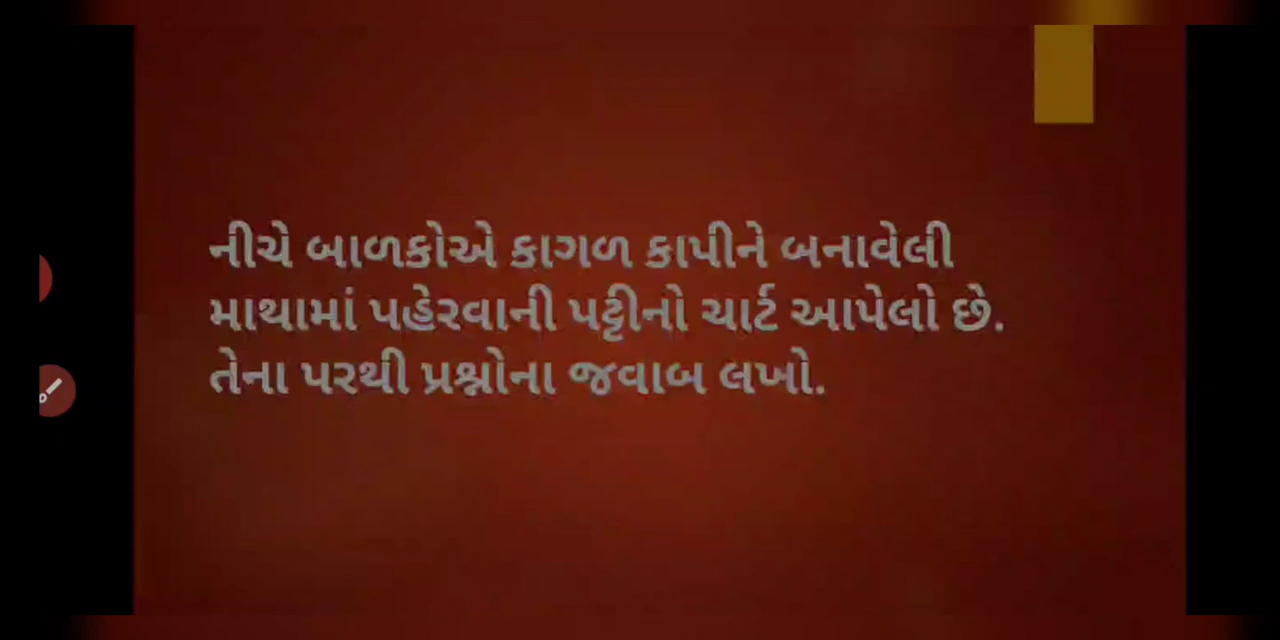 નીચે બાળકોએ કાગળ કાપીને બનાવેલી
માથામાં પહેરવાની પટ્ટીનો ચાર્ટ આપેલો છે.
તેના પરથી પ્રશ્નોના જવાબ લખો.